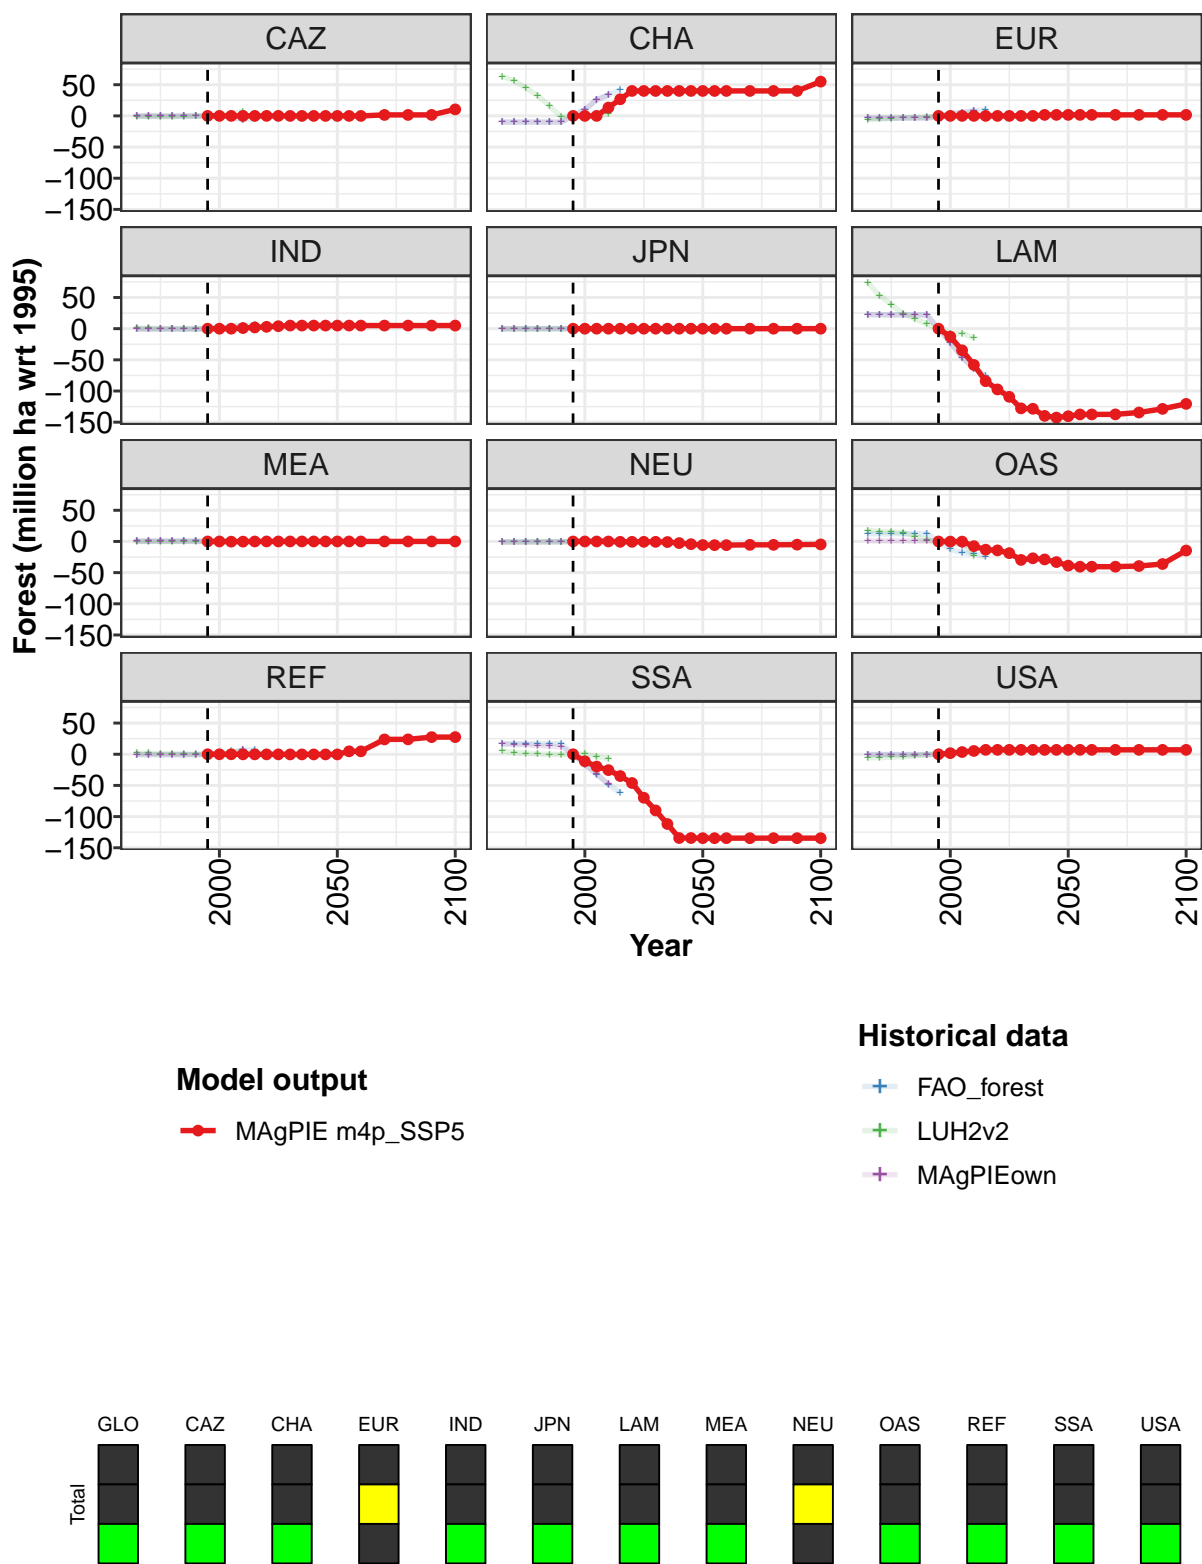 CAZ CHA EUR
50
0
−50
−100
−150
IND JPN LAM
50
0
−50
−100
−150
MEA NEU OAS
50
0
−50
−100
−150
REF SSA USA
50
0
−50
−100
−150
2000 2050 2100 2000 2050 2100 2000 2050 2100
Year
Forest (million ha wrt 1995)
Model output
MAgPIE m4p_SSP5
Historical data
FAO_forest
LUH2v2
MAgPIEown
GLO CAZ CHA EUR IND JPN LAM MEA NEU OAS REF SSA USA
Total